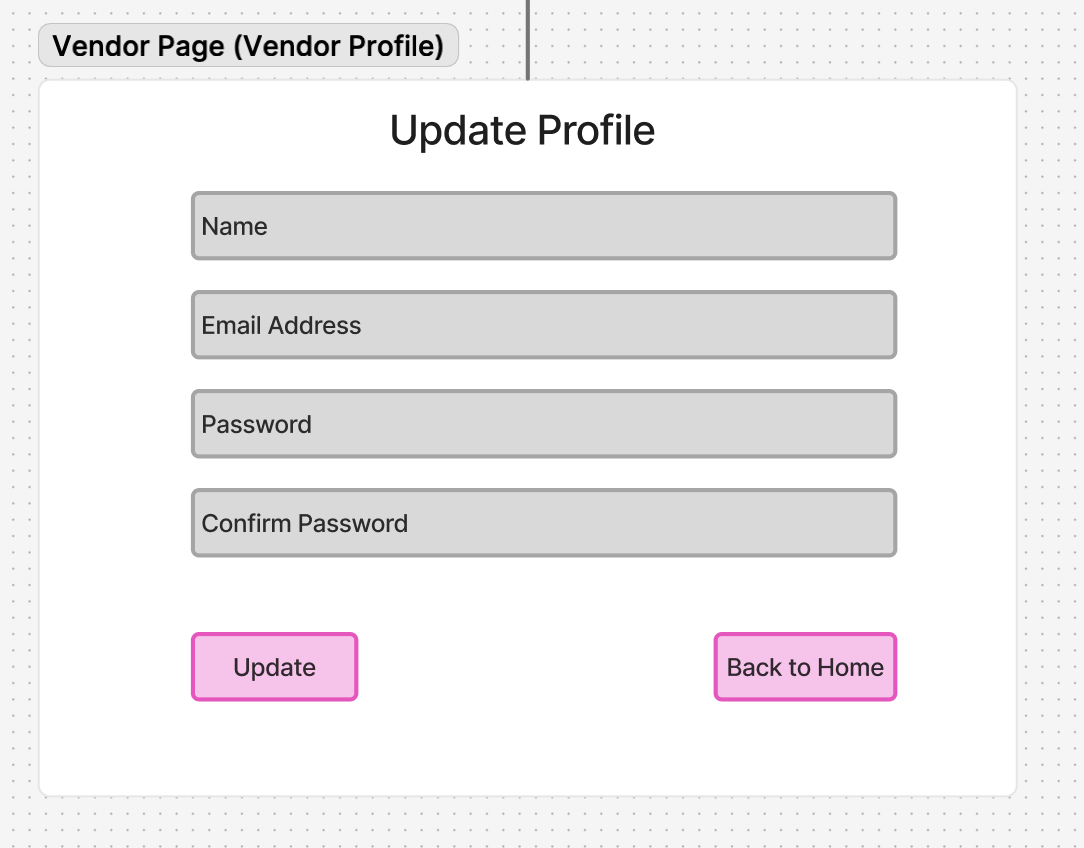 Vendor Page (Vendor Profile)
Update Profile
Name
Email Address
Password
Confirm Password
Update
Back to Home